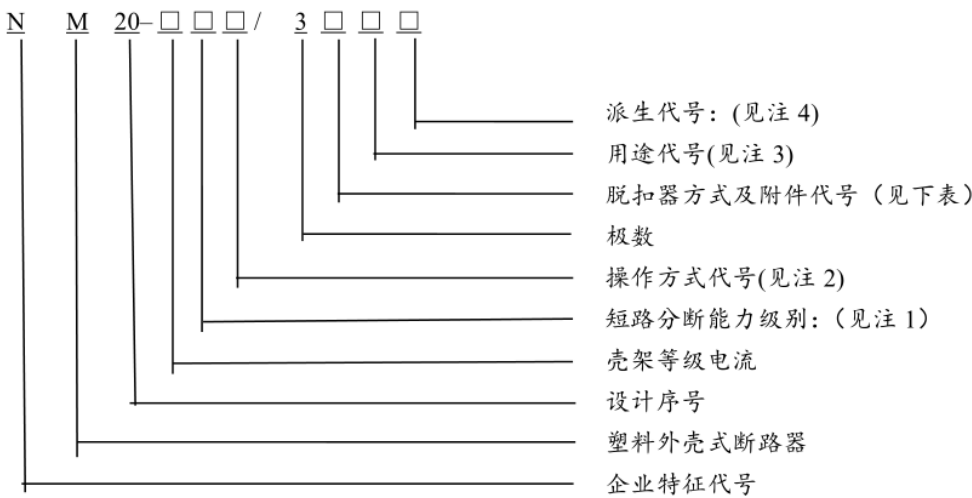 N M 20-□□□/ 3□□□
派生代号：(见注 4)
用途代号(见注 3)
脱扣器方式及附件代号（见下表）
极数
操作方式代号(见注 2)
短路分断能力级别:（见注 1）
壳架等级电流
设计序号
塑料外壳式断路器
企业特征代号